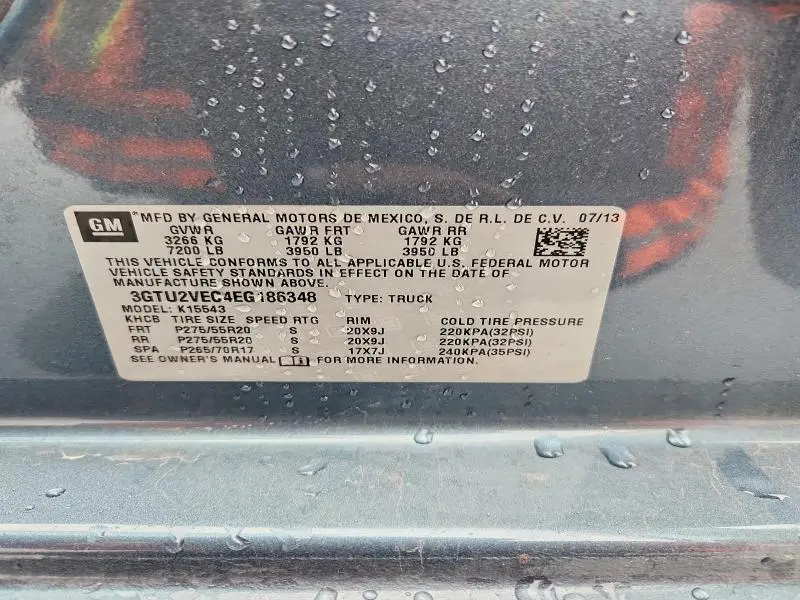 GM ® MFD BY GENERAL MOTORS DE MEXICO, S. DE R.L. DE C.V. 07/13
GVWR GAWR FRT GAWR RR
3266 KG 1792 KG 1792 KG
7200 LB 3950 LB 3950 LB
THIS VEHICLE CONFORMS TO ALL APPLICABLE U.S. FEDERAL MOTOR
VEHICLE SAFETY STANDARDS IN EFFECT ON THE DATE OF
MANUFACTURE SHOWN ABOVE.
3GTU2VEC4EG186348 TYPE: TRUCK
MODEL: K15543
KHCB TIRE SIZE SPEED RTG RIM COLD TIRE PRESSURE
FRT P275/55R20 S 20X9J 220KPA(32PSI)
RR P275/55R20 S 20X9J 220KPA(32PSI)
SPA P265/70R17 S 17X7J 240KPA(35PSI)
SEE OWNER'S MANUAL FOR MORE INFORMATION.